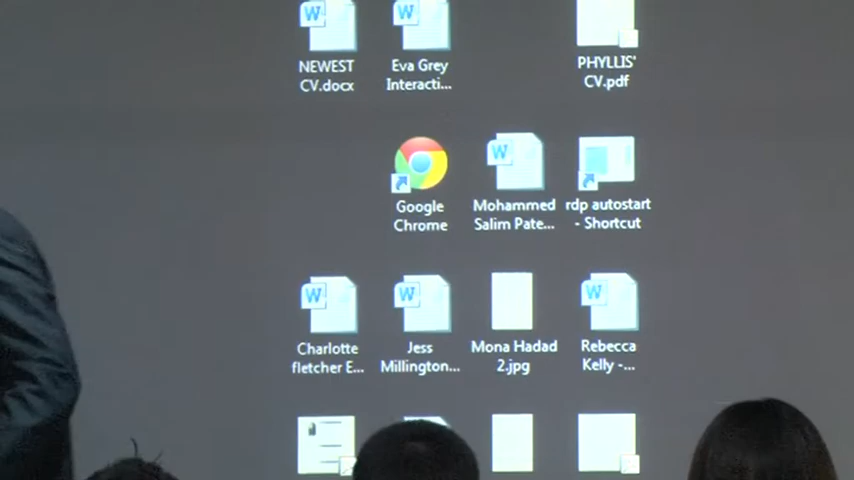 NEWEST
CV.docx
Eva Grey
Interacti...
PHYLLIS'
CV.pdf
Google
Chrome
Mohammed
Salim Pate...
rdp autostart
- Shortcut
Charlotte
fletcher E...
Jess
Millington...
Mona Hadad
2.jpg
Rebecca
Kelly -...